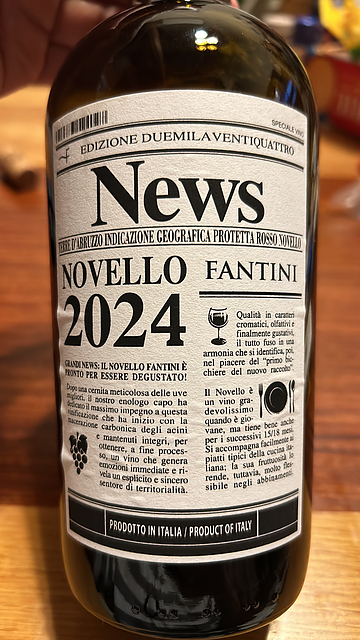 SPECIALE VINO
EDIZIONE DUEMILAVENTIQUATTRO
News
TERRE D'ABRUZZO INDICAZIONE GEOGRAFICA PROTETTA ROSSO NOVELLO
NOVELLO
2024
GRANDI NEWS: IL NOVELLO FANTINI È
PRONTO PER ESSERE DEGUSTATO!
Dopo una cernita meticolosa delle uve
migliori, il nostro enologo capo ha
dedicato il massimo impegno a questa
vinificazione che ha inizio con la
macerazione carbonica degli acini
e mantenuti integri, per
ottenere, a fine proces-
so, un vino che genera
emozioni immediate e ri-
vela un esplicito e sincero
sentore di territorialità.
FANTINI
Qualità in caratteri
cromatici, olfattivi e
finalmente gustativi,
il tutto fuso in una
armonia che si identifica, poi,
nel piacere del "primo bic-
chiere del nuovo raccolto".
Il Novello è
un vino gra-
devolissimo
quando è gio-
vane, ma tiene bene anche
per i successivi 15/18 mesi.
Si accompagna facilmente ai
piatti tipici della cucina ita-
liana; la sua fruttuosità lo
rende, tuttavia, molto fles-
sibile negli abbinamenti.
PRODOTTO IN ITALIA / PRODUCT OF ITALY